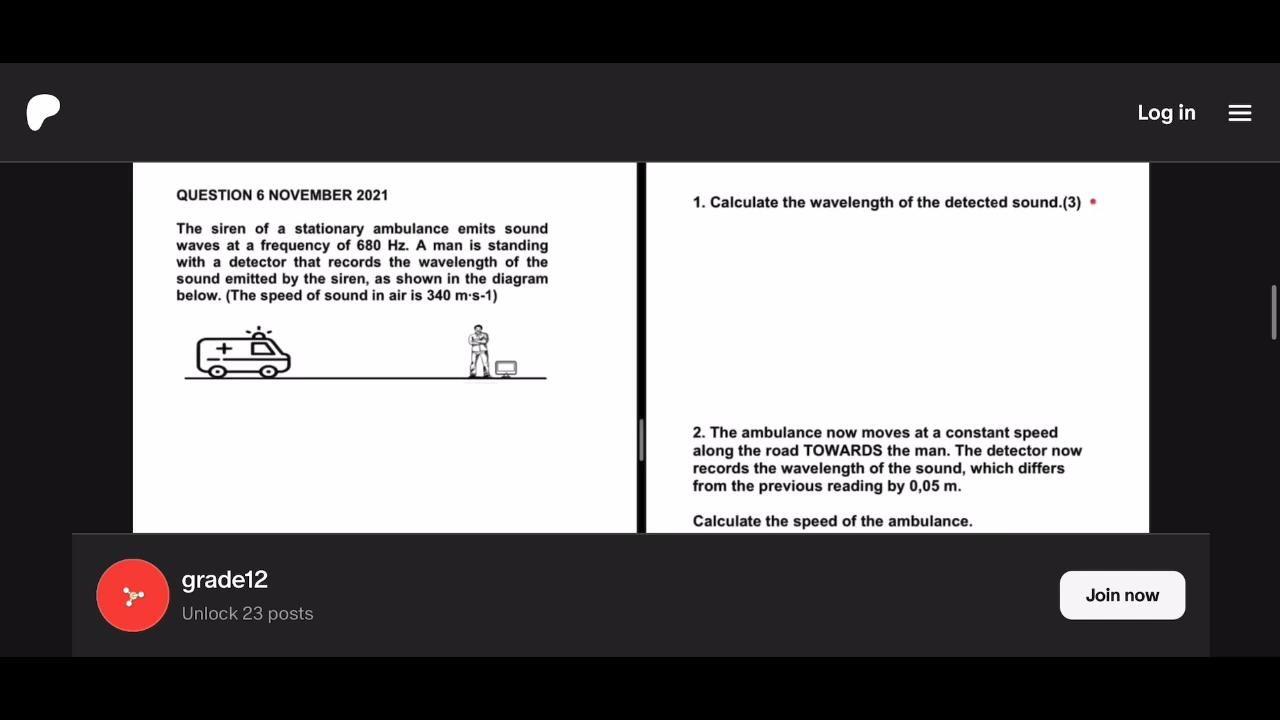 Log in
QUESTION 6 NOVEMBER 2021
The siren of a stationary ambulance emits sound
waves at a frequency of 680 Hz. A man is standing
with a detector that records the wavelength of the
sound emitted by the siren, as shown in the diagram
below. (The speed of sound in air is 340 m·s-1)
1. Calculate the wavelength of the detected sound.(3)
2. The ambulance now moves at a constant speed
along the road TOWARDS the man. The detector now
records the wavelength of the sound, which differs
from the previous reading by 0,05 m.
Calculate the speed of the ambulance.
grade12
Unlock 23 posts
Join now